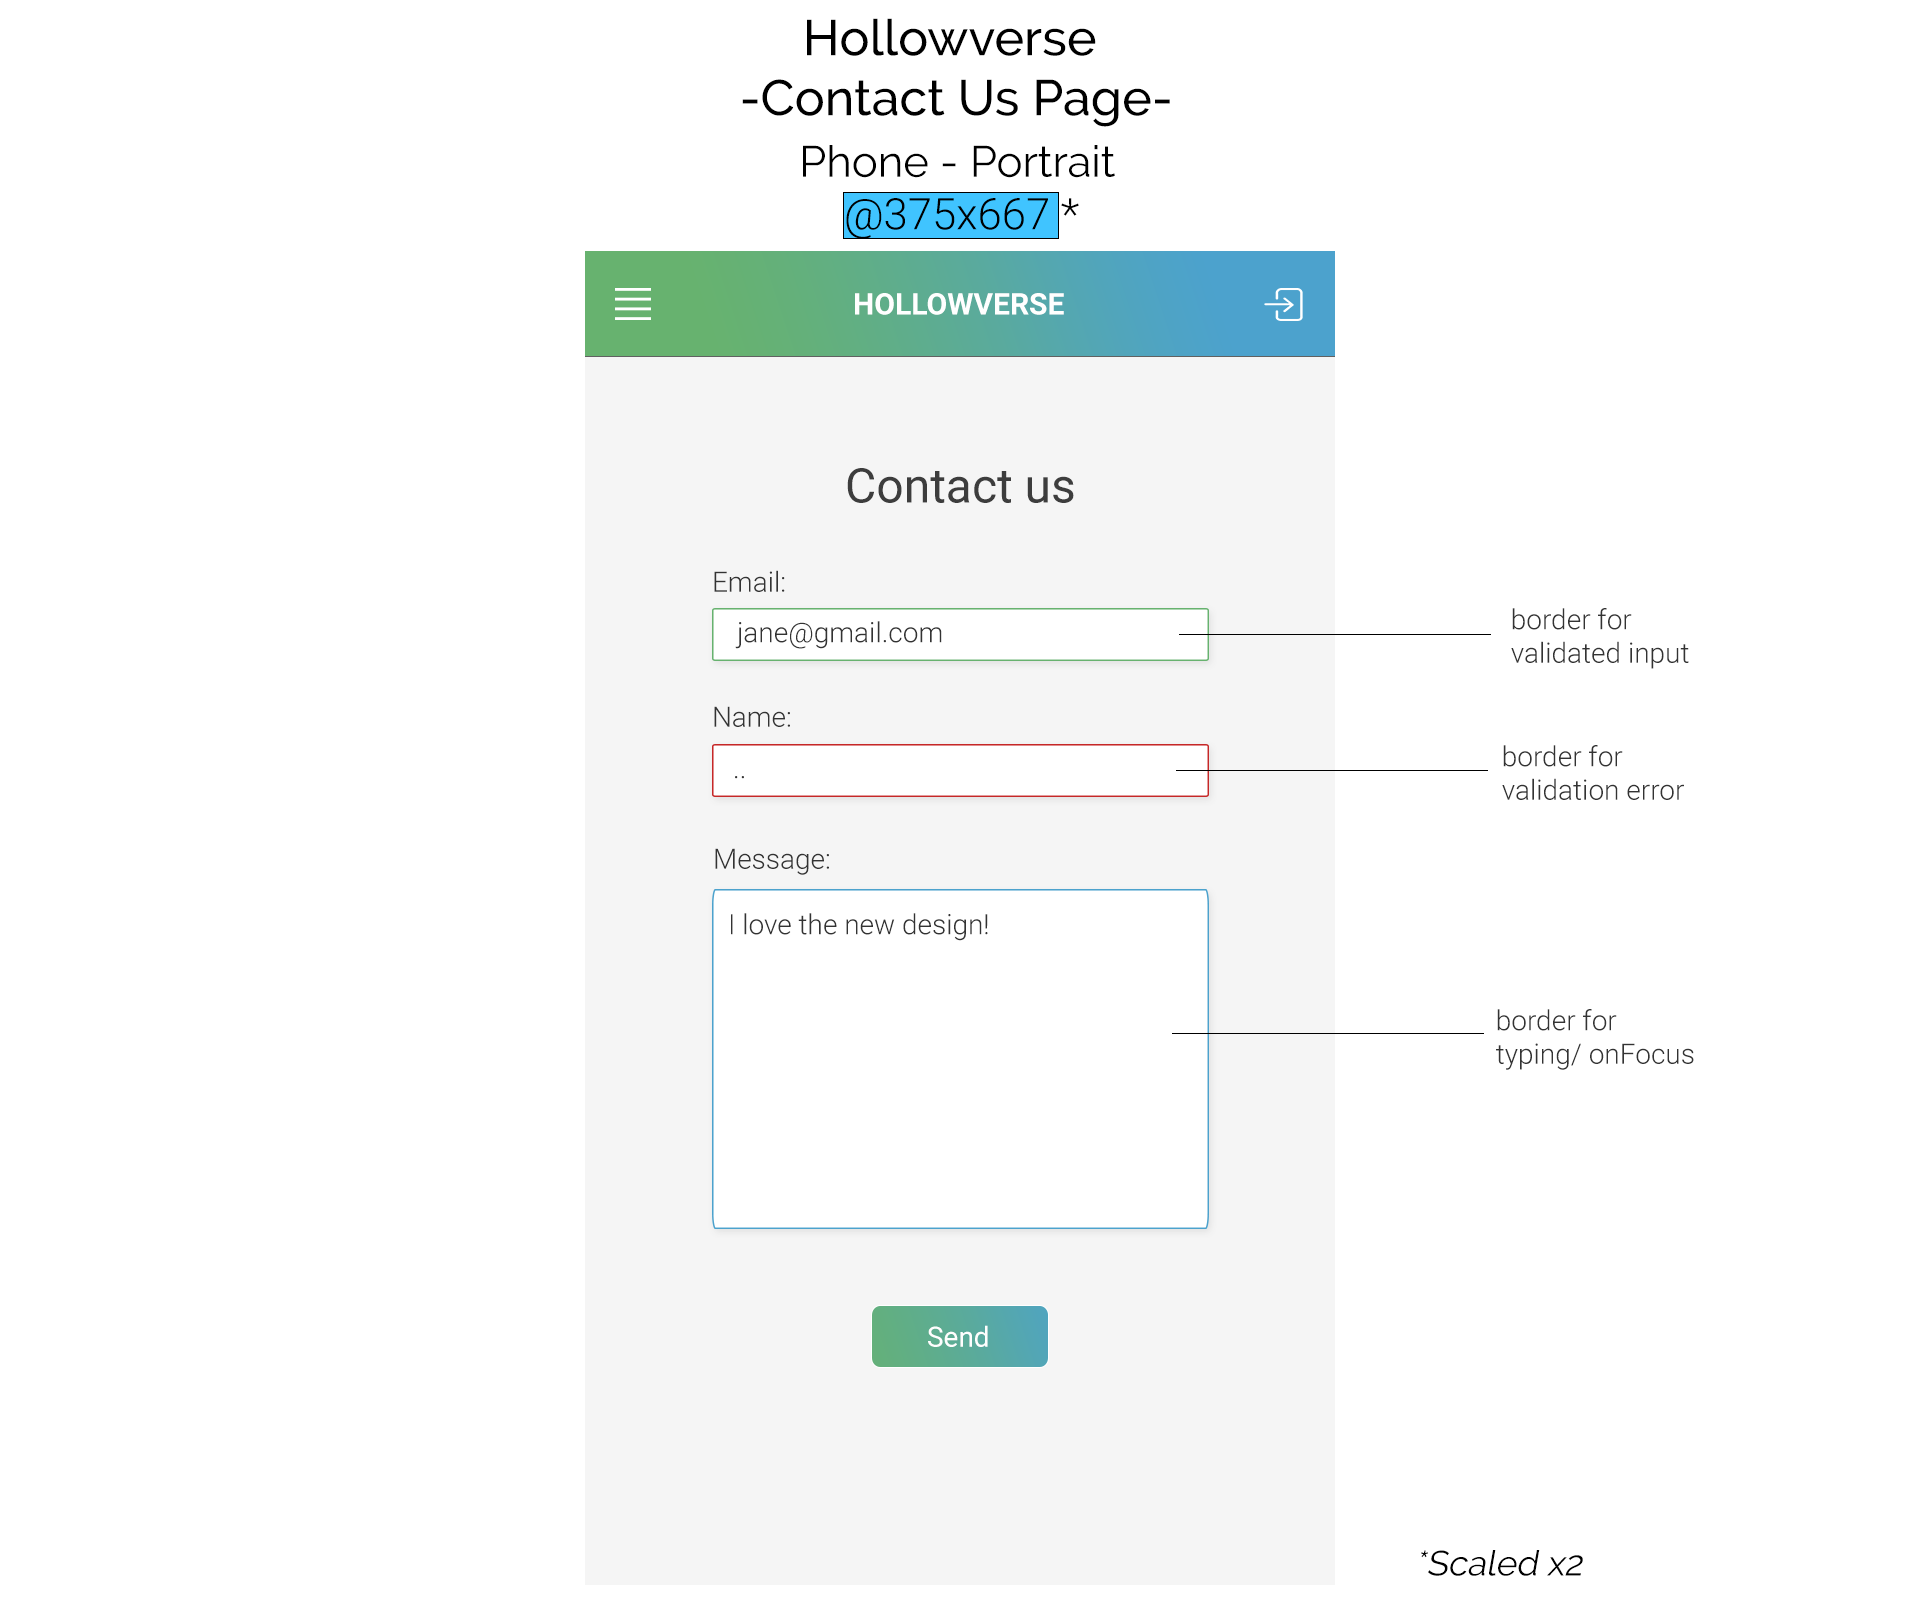 Hollowverse
-Contact Us Page-
Phone - Portrait
@375x667 *
HOLLOWVERSE
Contact us
Email:
jane@gmail.com
border for
validated input
Name:
..
border for
validation error
Message:
I love the new design!
border for
typing/ onFocus
Send
*Scaled x2